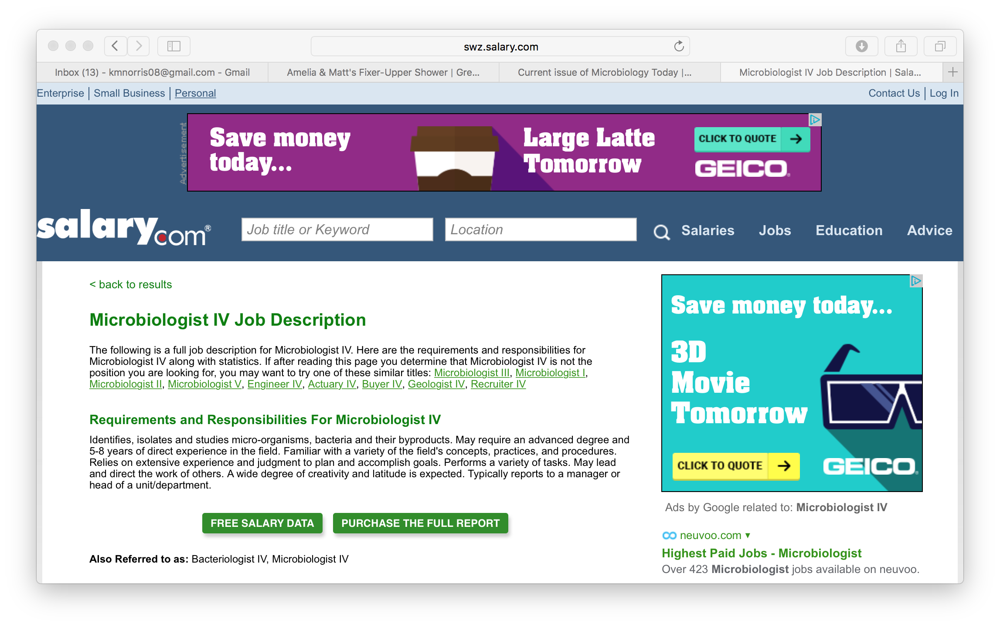 swz.salary.com
Inbox (13) - kmnorris08@gmail.com - Gmail
Amelia & Matt's Fixer-Upper Shower | Gre...
Current issue of Microbiology Today |...
Microbiologist IV Job Description | Sala...
Enterprise | Small Business | Personal
Contact Us | Log In
Advertisement
Save money
today...
Large Latte
Tomorrow
CLICK TO QUOTE
GEICO.
salary.com®
Job title or Keyword
Location
Salaries
Jobs
Education
Advice
< back to results
Microbiologist IV Job Description
The following is a full job description for Microbiologist IV. Here are the requirements and responsibilities for
Microbiologist IV along with statistics. If after reading this page you determine that Microbiologist IV is not the
position you are looking for, you may want to try one of these similar titles: Microbiologist III, Microbiologist I,
Microbiologist II, Microbiologist V, Engineer IV, Actuary IV, Buyer IV, Geologist IV, Recruiter IV
Requirements and Responsibilities For Microbiologist IV
Identifies, isolates and studies micro-organisms, bacteria and their byproducts. May require an advanced degree and
5-8 years of direct experience in the field. Familiar with a variety of the field's concepts, practices, and procedures.
Relies on extensive experience and judgment to plan and accomplish goals. Performs a variety of tasks. May lead
and direct the work of others. A wide degree of creativity and latitude is expected. Typically reports to a manager or
head of a unit/department.
FREE SALARY DATA
PURCHASE THE FULL REPORT
Also Referred to as: Bacteriologist IV, Microbiologist IV
Save money today...
3D
Movie
Tomorrow
CLICK TO QUOTE
GEICO.
Ads by Google related to: Microbiologist IV
neuvoo.com ▼
Highest Paid Jobs - Microbiologist
Over 423 Microbiologist jobs available on neuvoo.